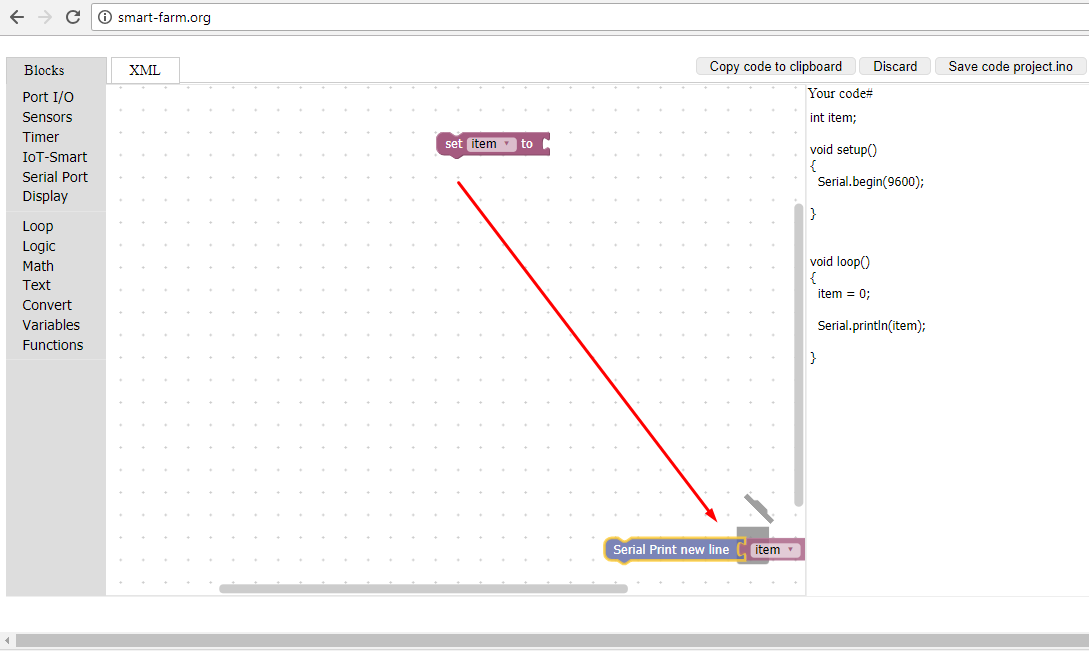 smart-farm.org
Blocks
XML
Copy code to clipboard
Discard
Save code project.ino
Port I/O
Sensors
Timer
IoT-Smart
Serial Port
Display
Loop
Logic
Math
Text
Convert
Variables
Functions
set item to
Serial Print new line item
Your code#
int item;
void setup()
{
Serial.begin(9600);
}
void loop()
{
item = 0;
Serial.println(item);
}